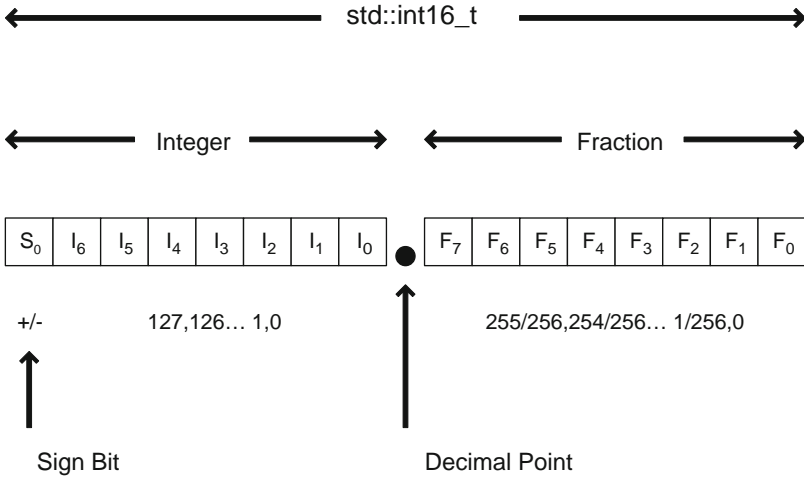 std::int16_t
Integer Fraction
S0 I6 I5 I4 I3 I2 I1 I0 F7 F6 F5 F4 F3 F2 F1 F0
+/- 127,126… 1,0 255/256,254/256… 1/256,0
Sign Bit Decimal Point